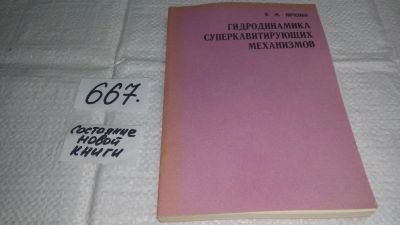 667.
состояние
новой
книги
ГИДРОДИНАМИКА
СУПЕРКАВИТИРУЮЩИХ
МЕХАНИЗМОВ